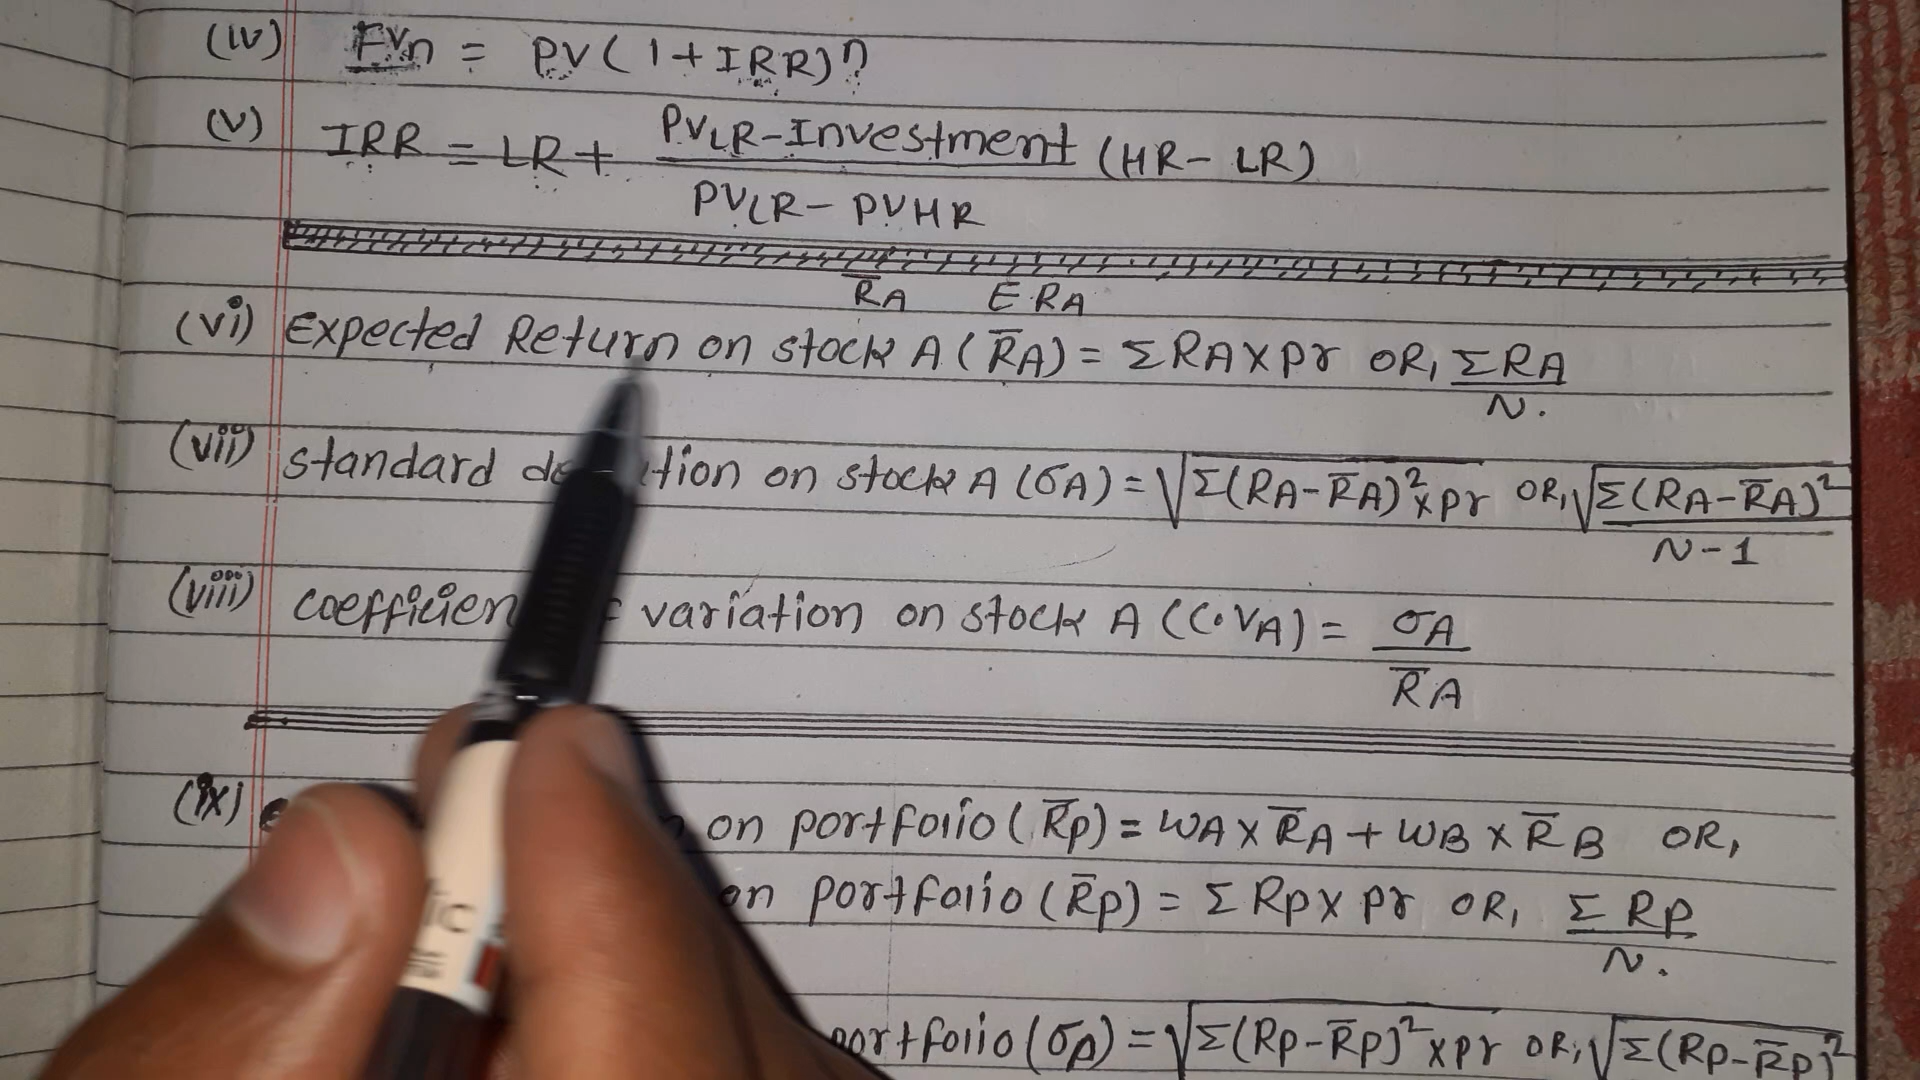 (iv) FVn = PV(1+IRR)n
(v) IRR = LR + PVLR-Investment (HR- LR)
PVLR- PVHR
R̅A E RA
(vi) Expected Return on stock A (R̅A) = ΣRA×pr OR, ΣRA
N.
(vii) standard de tion on stock A (σA) = √Σ(RA-R̅A)²×pr OR, √Σ(RA-R̅A)²
N-1
(viii) coefficien variation on stock A (C.VA) = σA
R̅A
(ix) on portfolio (R̅p) = WA×R̅A + WB×R̅B OR,
on portfolio (R̅p) = ΣRp×pr OR, ΣRp
N.
portfolio (σp) = √Σ(Rp-R̅p)²×pr OR, √Σ(Rp-R̅p)²